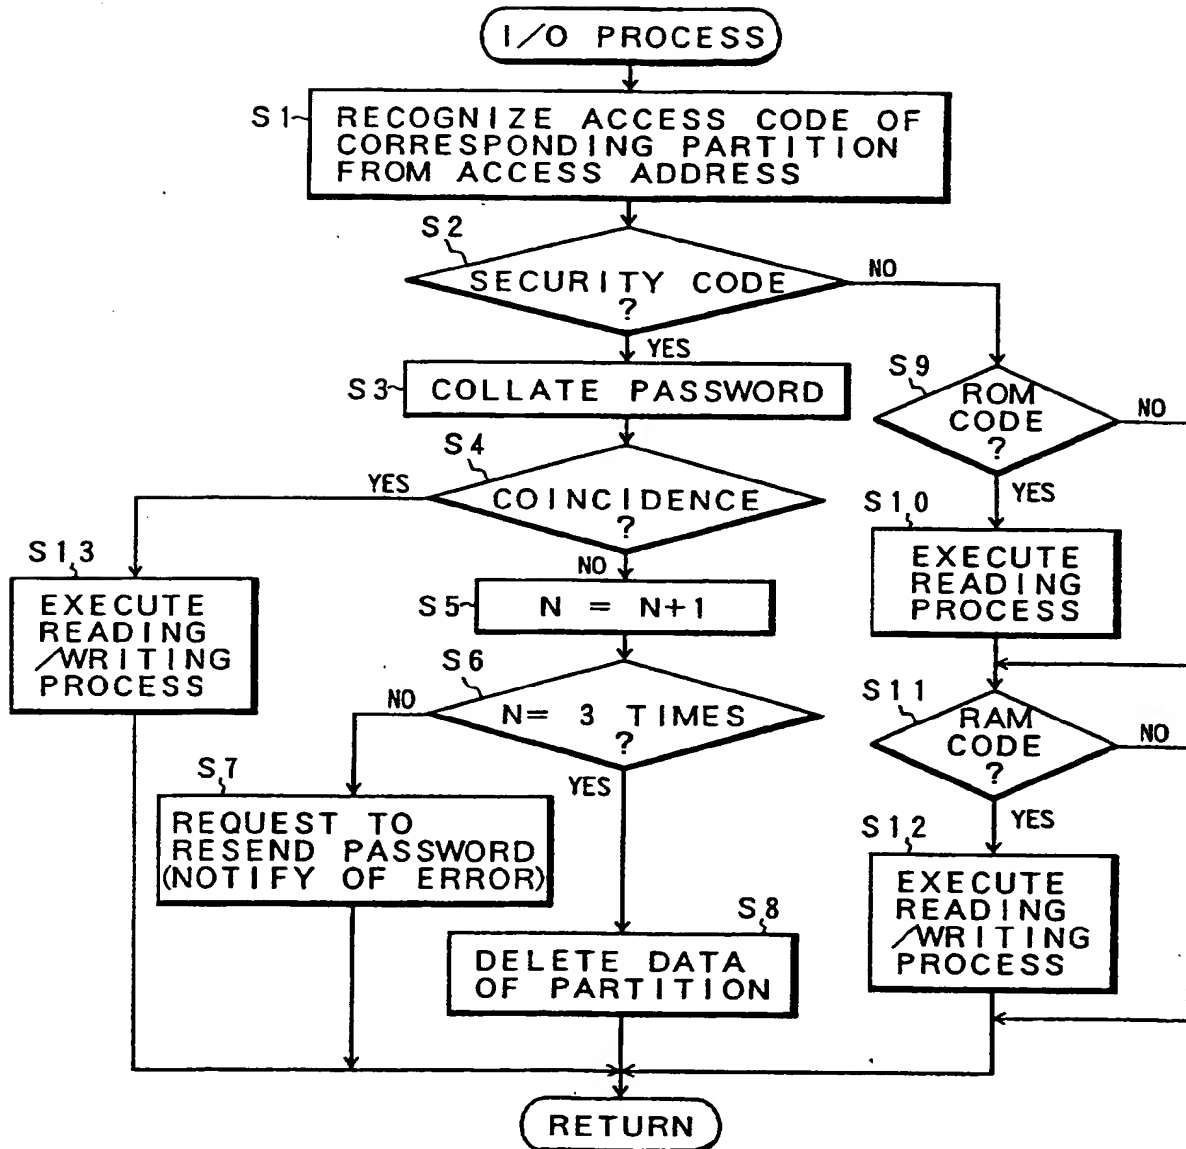 I/O PROCESS
S1
RECOGNIZE ACCESS CODE OF
CORRESPONDING PARTITION
FROM ACCESS ADDRESS
S2
SECURITY CODE
?
NO
YES
S3
COLLATE PASSWORD
S9
ROM
CODE
?
NO
YES
S4
COINCIDENCE
?
YES
NO
S10
EXECUTE
READING
PROCESS
S13
EXECUTE
READING
/WRITING
PROCESS
S5
N = N+1
S6
N= 3 TIMES
?
NO
YES
S11
RAM
CODE
?
NO
YES
S7
REQUEST TO
RESEND PASSWORD
(NOTIFY OF ERROR)
S12
EXECUTE
READING
/WRITING
PROCESS
S8
DELETE DATA
OF PARTITION
RETURN